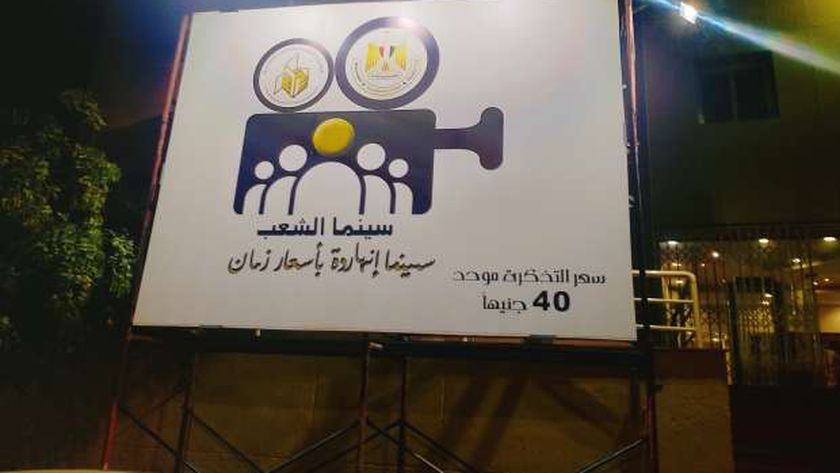 سينما الشعب
سينما إنهاردة بأسعار زمان
سعر التذكرة موحد
40 جنيهاً